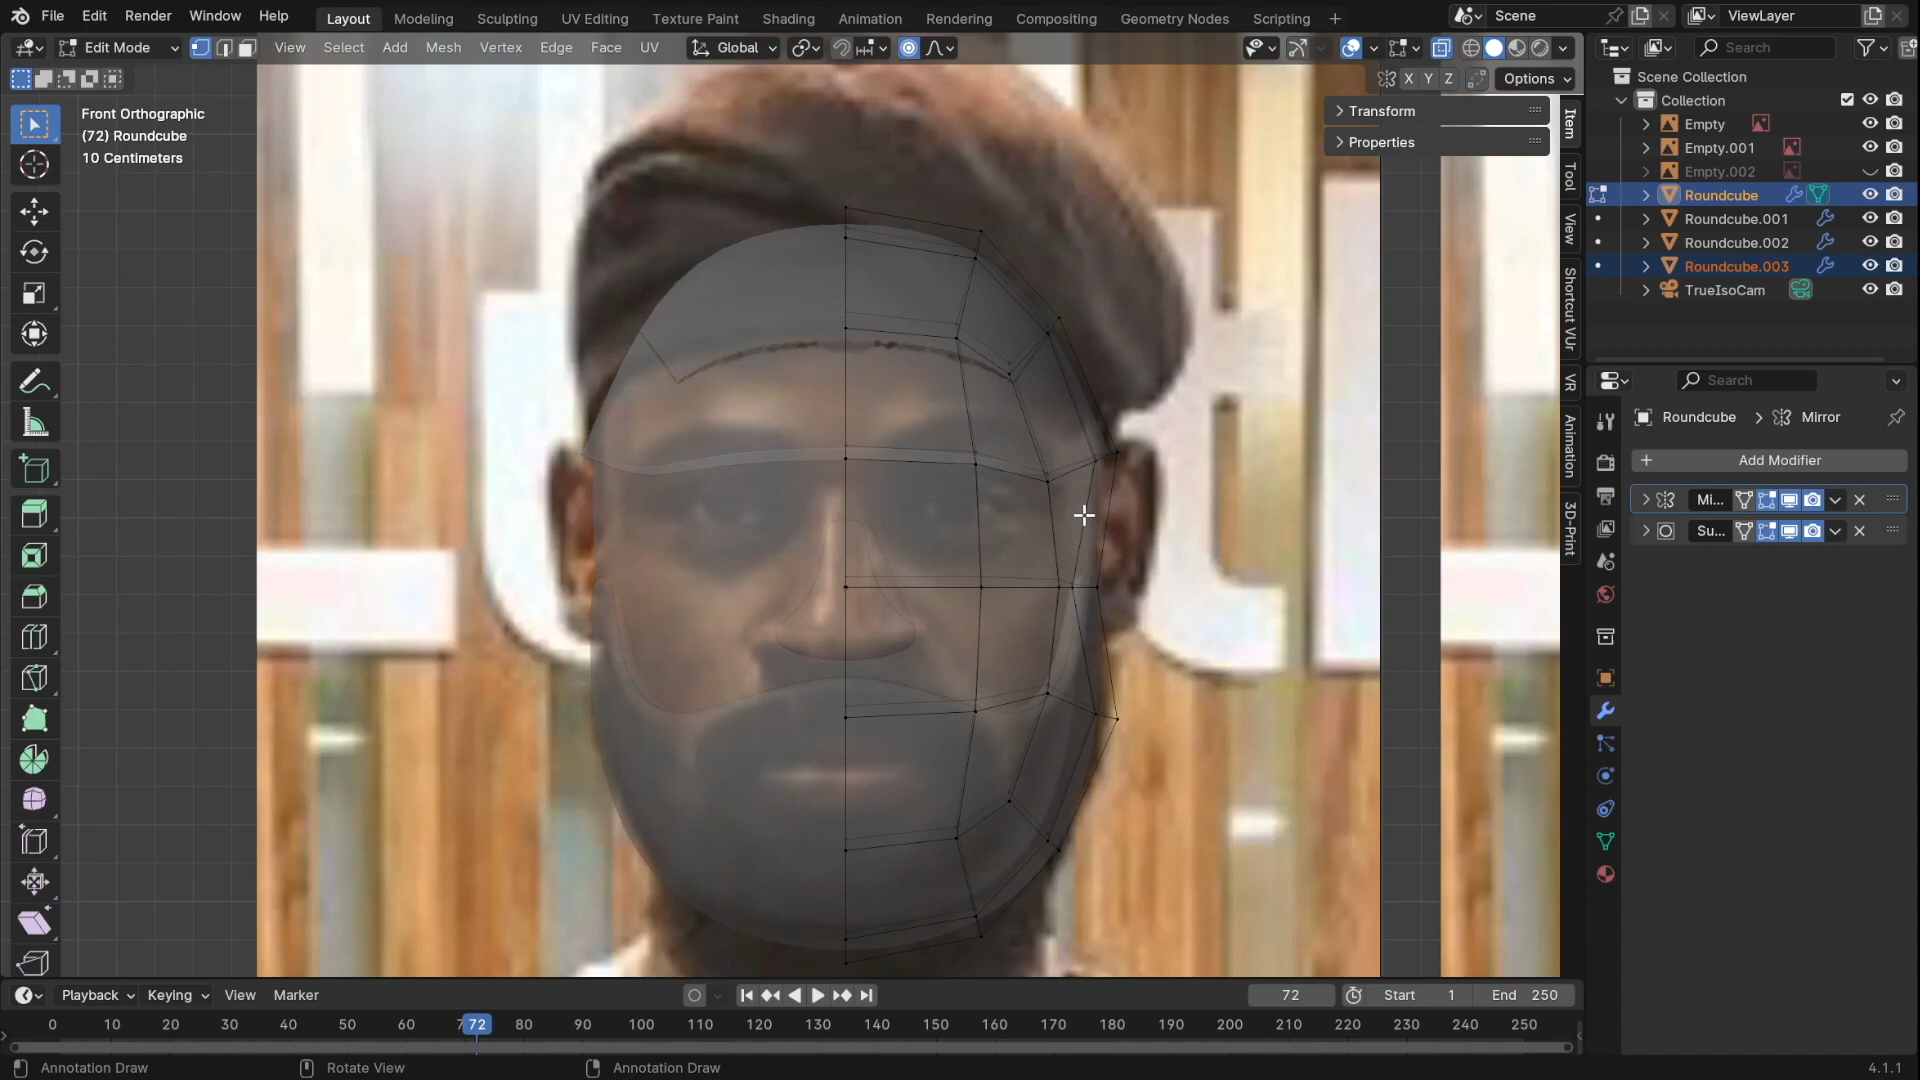 File Edit Render Window Help Layout Modeling Sculpting UV Editing Texture Paint Shading Animation Rendering Compositing Geometry Nodes Scripting + Scene ViewLayer
Edit Mode View Select Add Mesh Vertex Edge Face UV Global Search
X Y Z Options
Scene Collection
Collection
Front Orthographic
(72) Roundcube
10 Centimeters
Transform
Properties
Item
Tool
View
Shortcut VUr
VR
Animation
3D-Print
Empty
Empty.001
Empty.002
Roundcube
Roundcube.001
Roundcube.002
Roundcube.003
TrueIsoCam
Search
Roundcube > Mirror
+ Add Modifier
Mi...
Su...
Playback Keying View Marker 72 Start 1 End 250
0 10 20 30 40 50 60 72 80 90 100 110 120 130 140 150 160 170 180 190 200 210 220 230 240 250
Annotation Draw Rotate View Annotation Draw 4.1.1